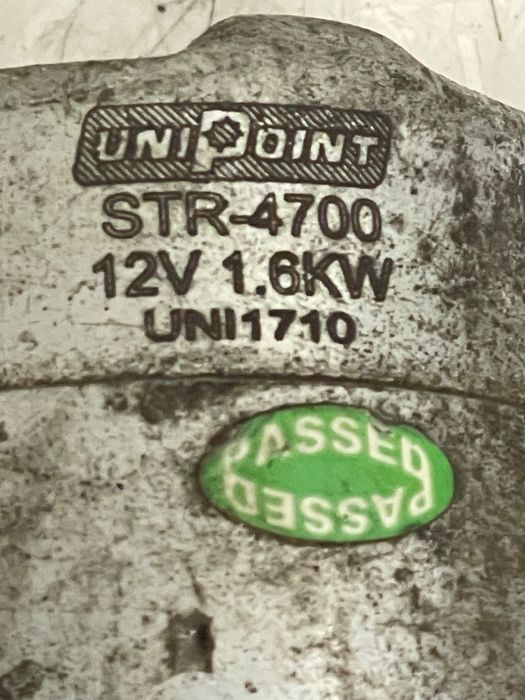 UNIPOINT
STR-4700
12V 1.6KW
UNI1710
PASSED
PASSED